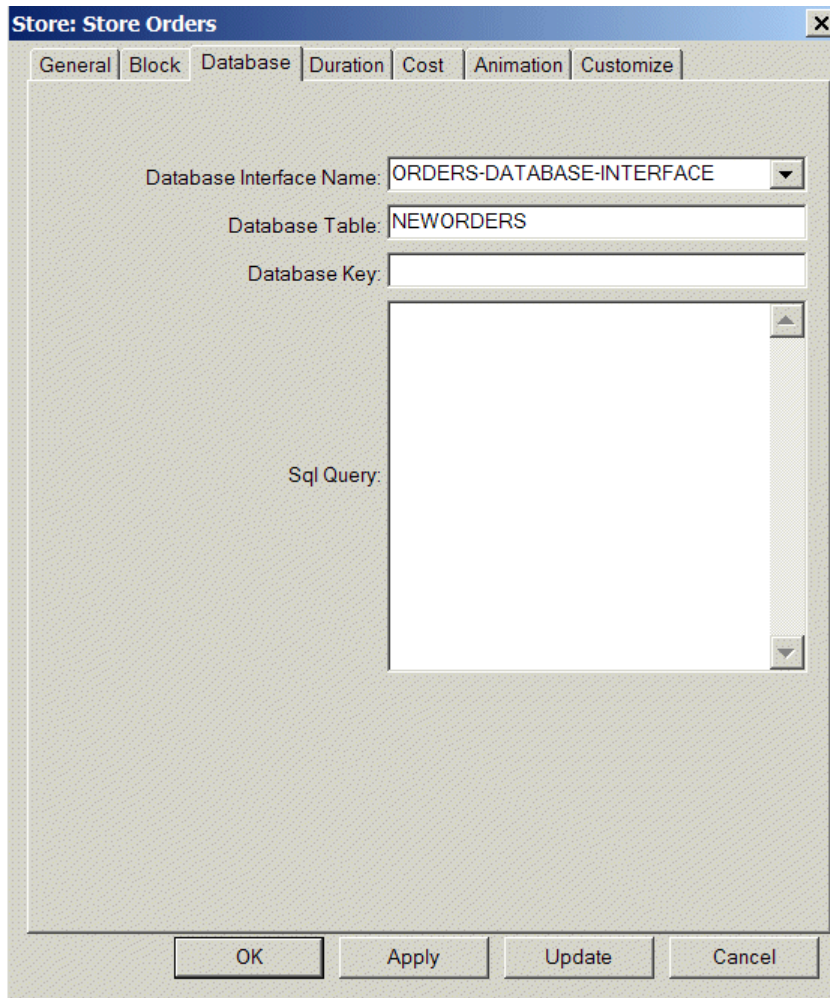 Store: Store Orders
General Block Database Duration Cost Animation Customize
Database Interface Name: ORDERS-DATABASE-INTERFACE
Database Table: NEWORDERS
Database Key:
Sql Query:
OK Apply Update Cancel